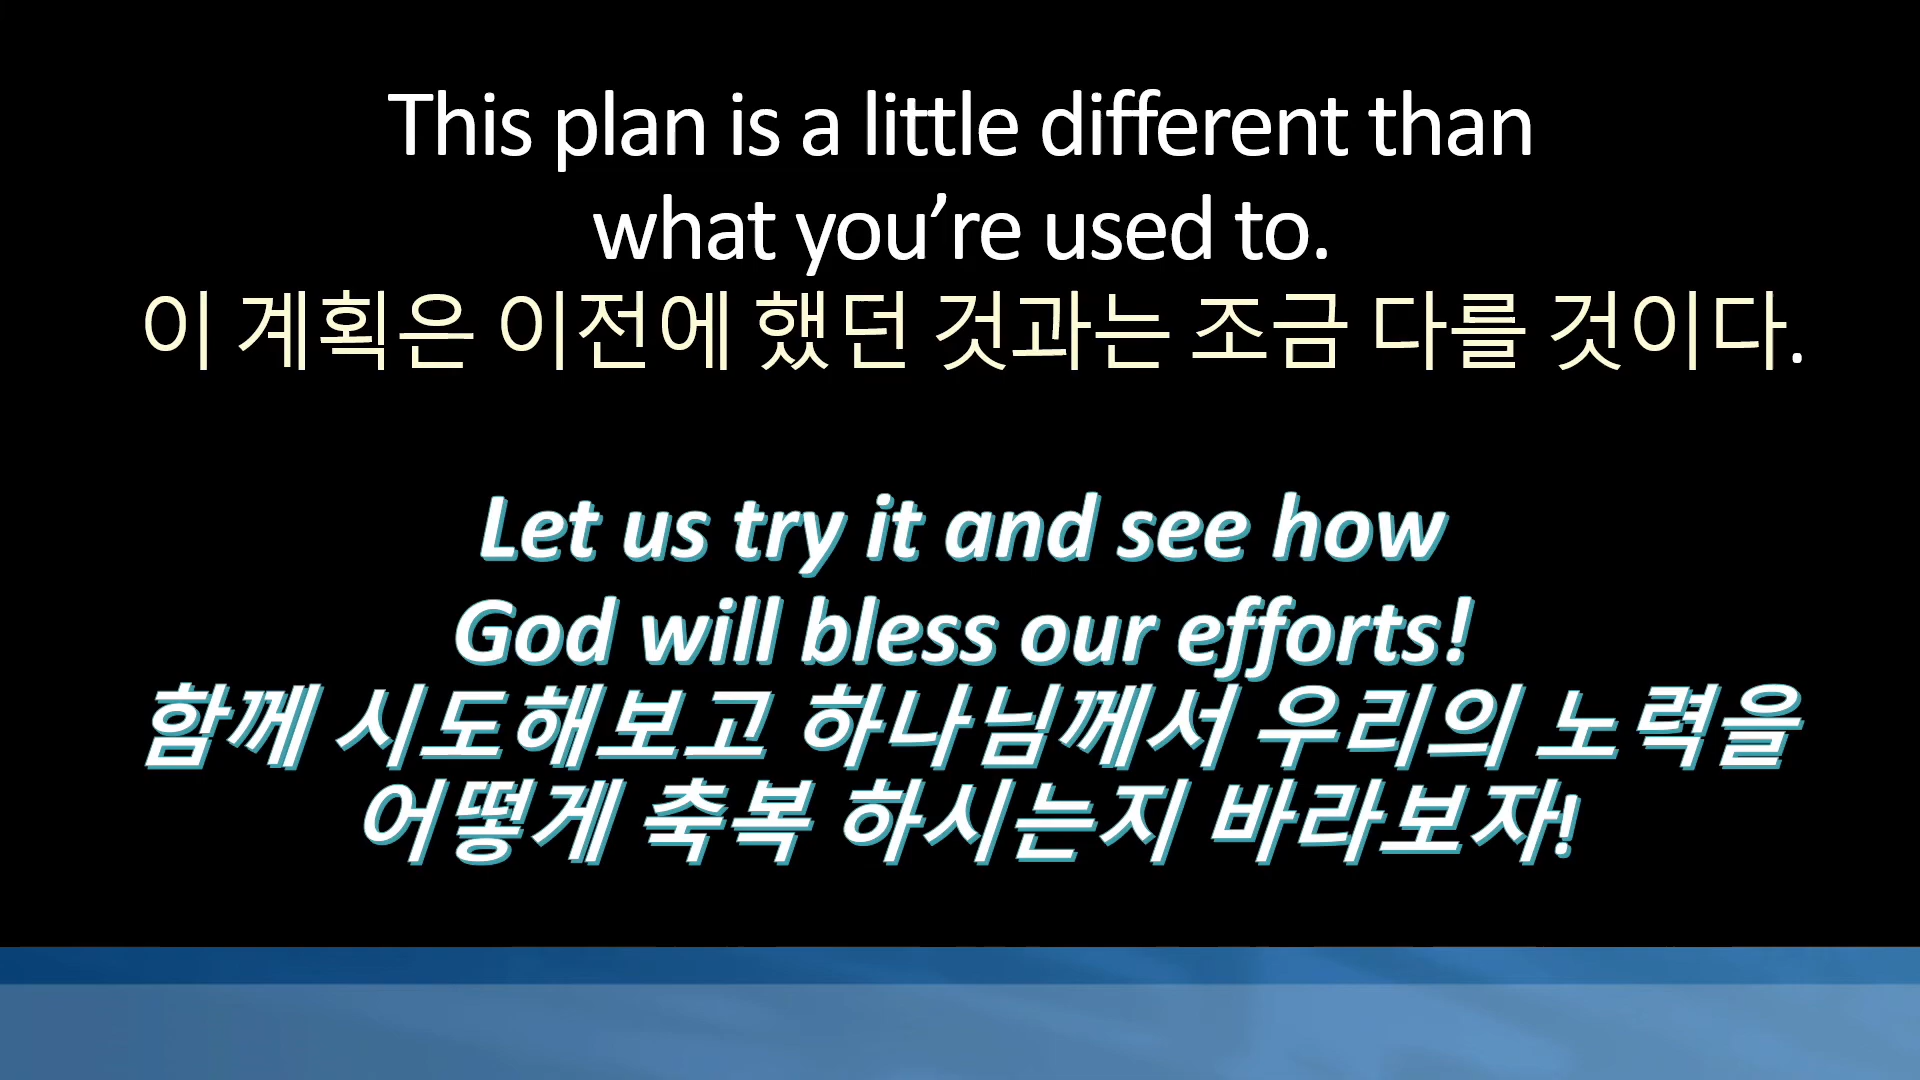 This plan is a little different than
what you’re used to.
이 계획은 이전에 했던 것과는 조금 다를 것이다.
Let us try it and see how
God will bless our efforts!
함께 시도해보고 하나님께서 우리의 노력을
어떻게 축복 하시는지 바라보자!